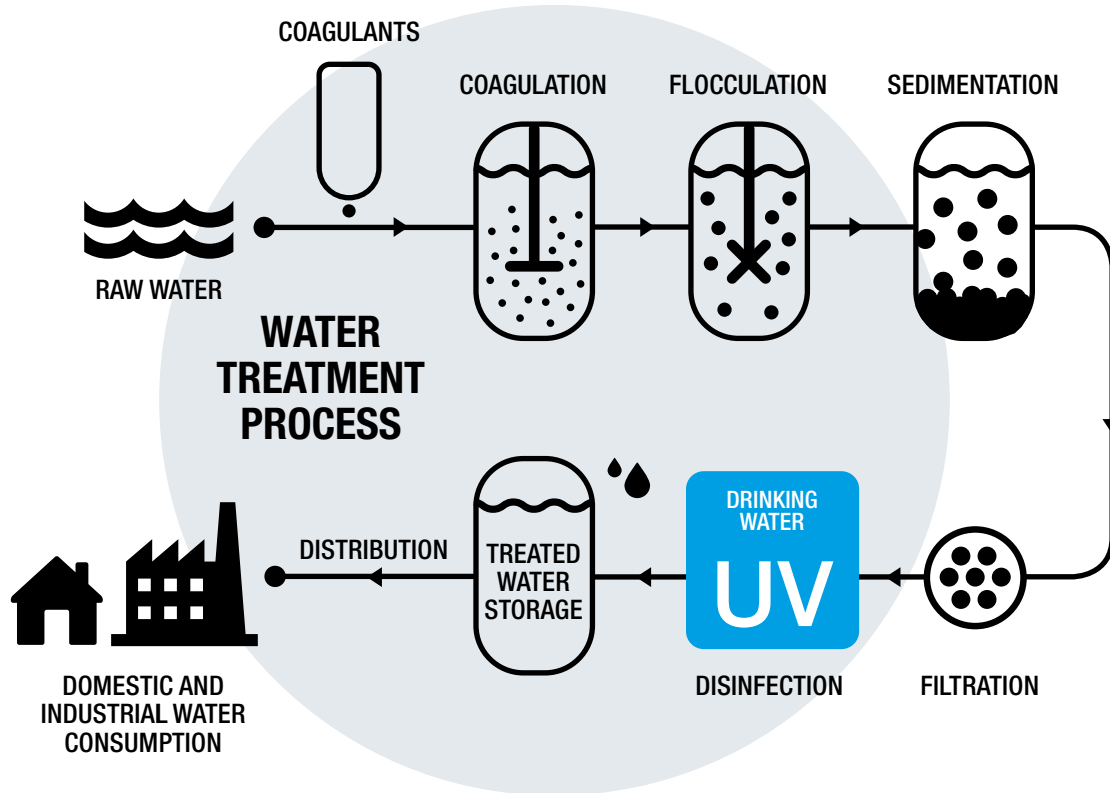 COAGULANTS
COAGULATION
FLOCCULATION
SEDIMENTATION
RAW WATER
WATER
TREATMENT
PROCESS
DRINKING
WATER
UV
DISTRIBUTION
TREATED
WATER
STORAGE
DOMESTIC AND
INDUSTRIAL WATER
CONSUMPTION
DISINFECTION
FILTRATION